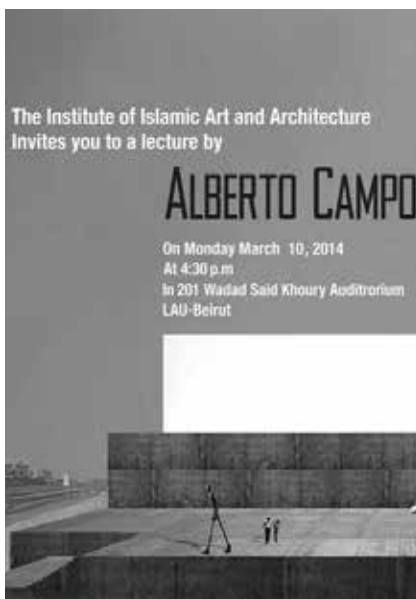 The Institute of Islamic Art and Architecture
Invites you to a lecture by
ALBERTO CAMPO
On Monday March 10, 2014
At 4:30 p.m
In 201 Wadad Said Khoury Auditrorium
LAU-Beirut